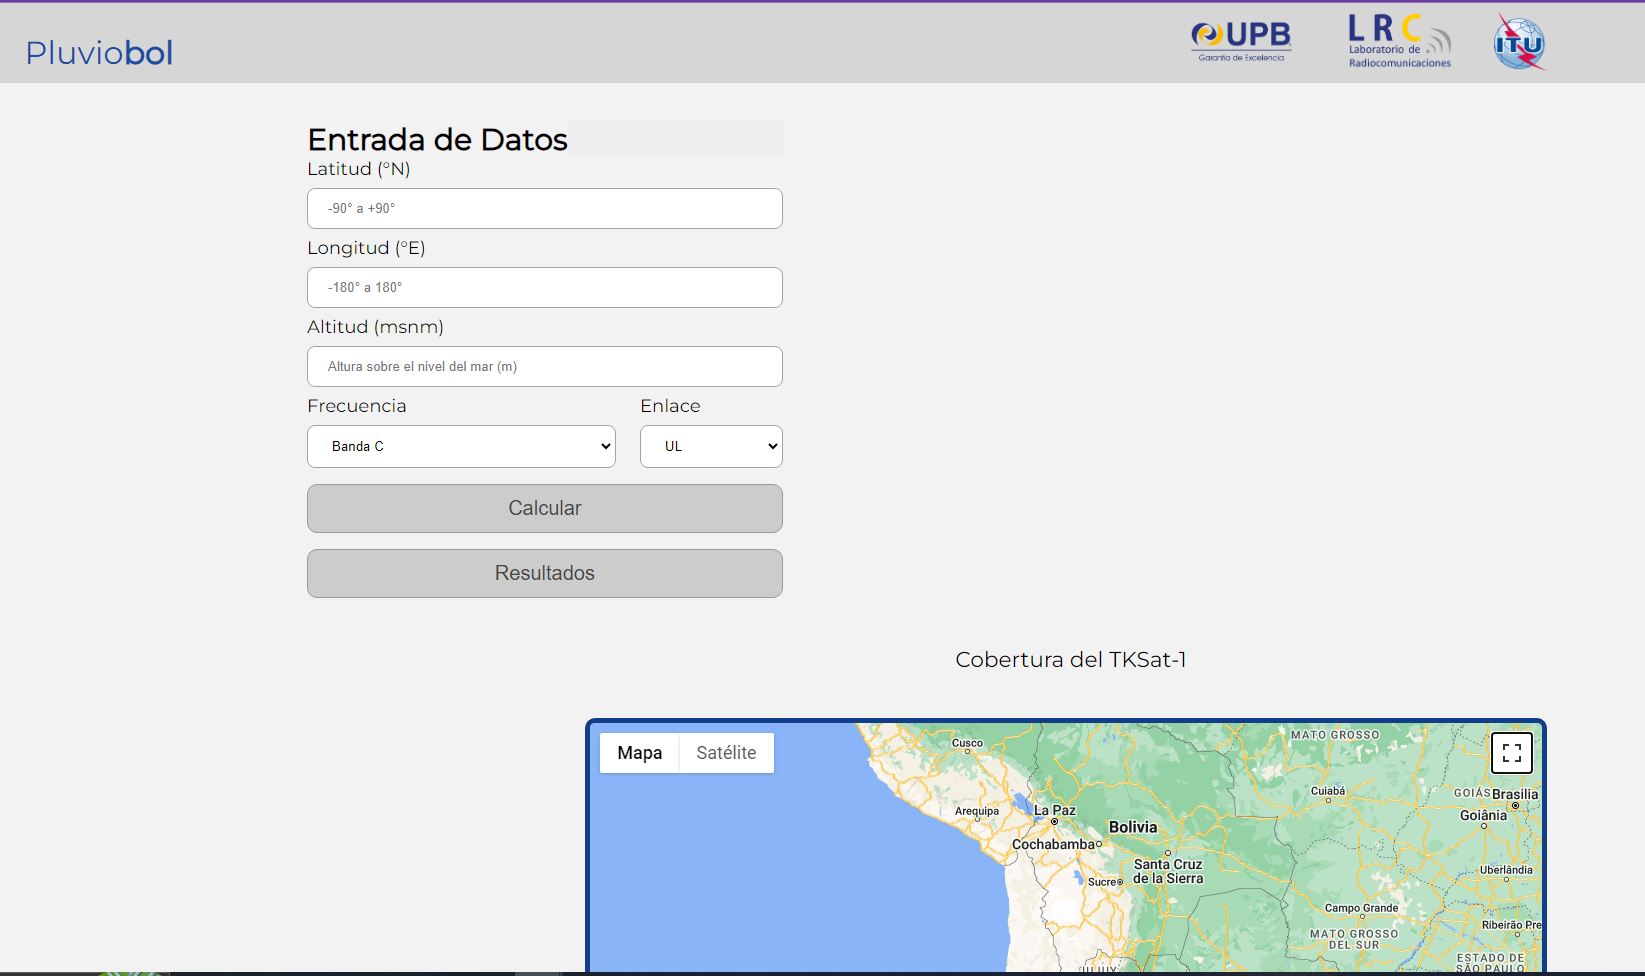 Pluviobol
UPB
Garantía de Excelencia
LRC
Laboratorio de
Radiocomunicaciones
ITU
Entrada de Datos
Latitud (°N)
-90° a +90°
Longitud (°E)
-180° a 180°
Altitud (msnm)
Altura sobre el nivel del mar (m)
Frecuencia
Enlace
Banda C
UL
Calcular
Resultados
Cobertura del TKSat-1
Mapa
Satélite
Cusco
MATO GROSSO
Cuiabá
GOIÁS
Brasilia
Arequipa
La Paz
Goiânia
Bolivia
Cochabamba
Santa Cruz
de la Sierra
Uberlândia
Sucre
Campo Grande
Ribeirão Pre
MATO GROSSO
DEL SUR
ESTADO DE
SÃO PAULO
JUJUY